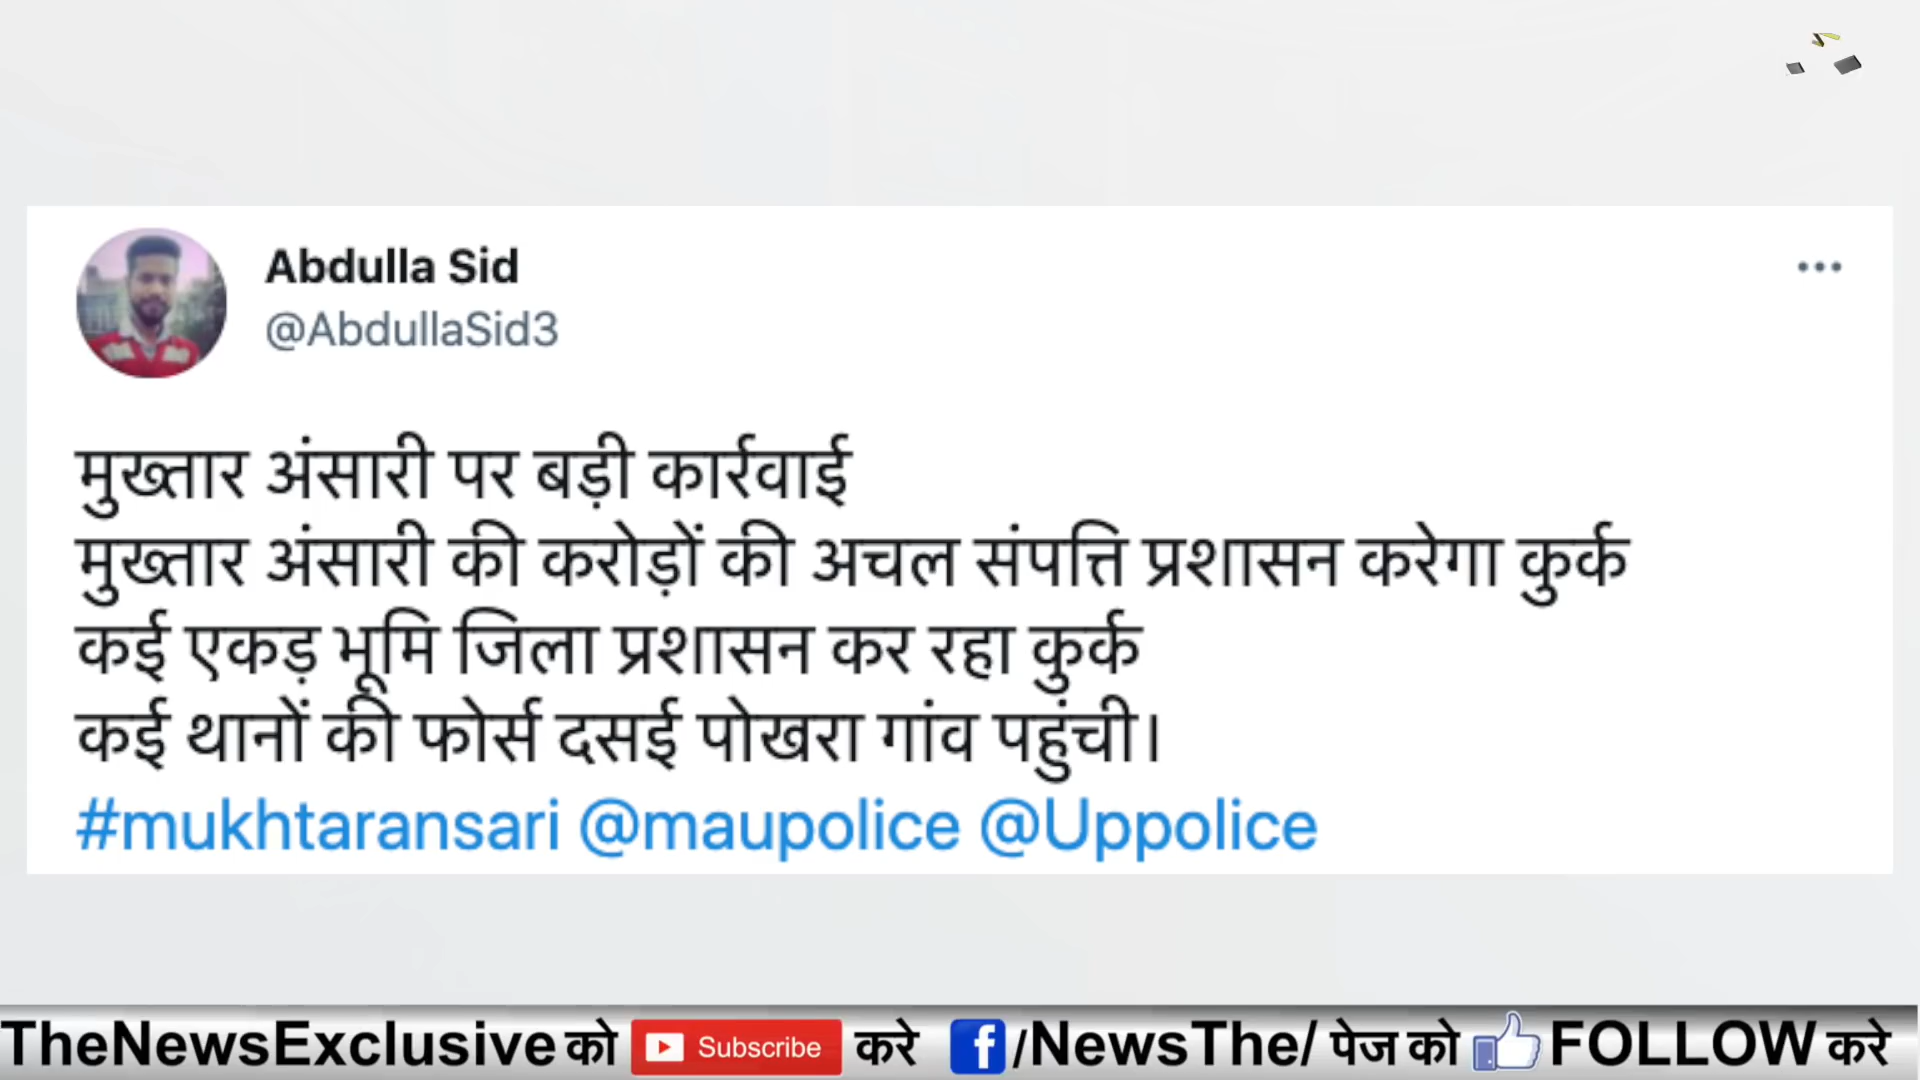 Abdulla Sid
@AbdullaSid3
मुख्तार अंसारी पर बड़ी कार्रवाई
मुख्तार अंसारी की करोड़ों की अचल संपत्ति प्रशासन करेगा कुर्क
कई एकड़ भूमि जिला प्रशासन कर रहा कुर्क
कई थानों की फोर्स दसई पोखरा गांव पहुंची।
#mukhtaransari @maupolice @Uppolice
TheNewsExclusive को Subscribe करे f/NewsThe/ पेज को FOLLOW करे